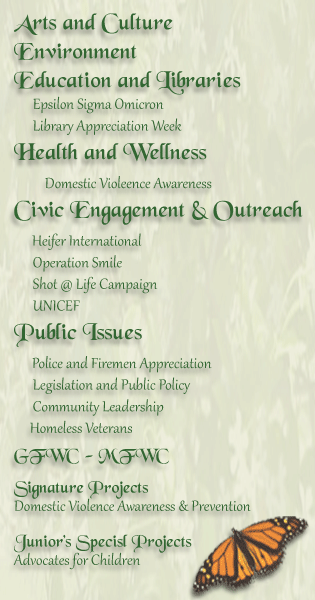 Arts and Culture
Environment
Education and Libraries
Epsilon Sigma Omicron
Library Appreciation Week
Health and Wellness
Domestic Violeence Awareness
Civic Engagement & Outreach
Heifer International
Operation Smile
Shot @ Life Campaign
UNICEF
Public Issues
Police and Firemen Appreciation
Legislation and Public Policy
Community Leadership
Homeless Veterans
GFWC - MFWC
Signature Projects
Domestic Violence Awareness & Prevention
Junior's Specisl Projects
Advocates for Children